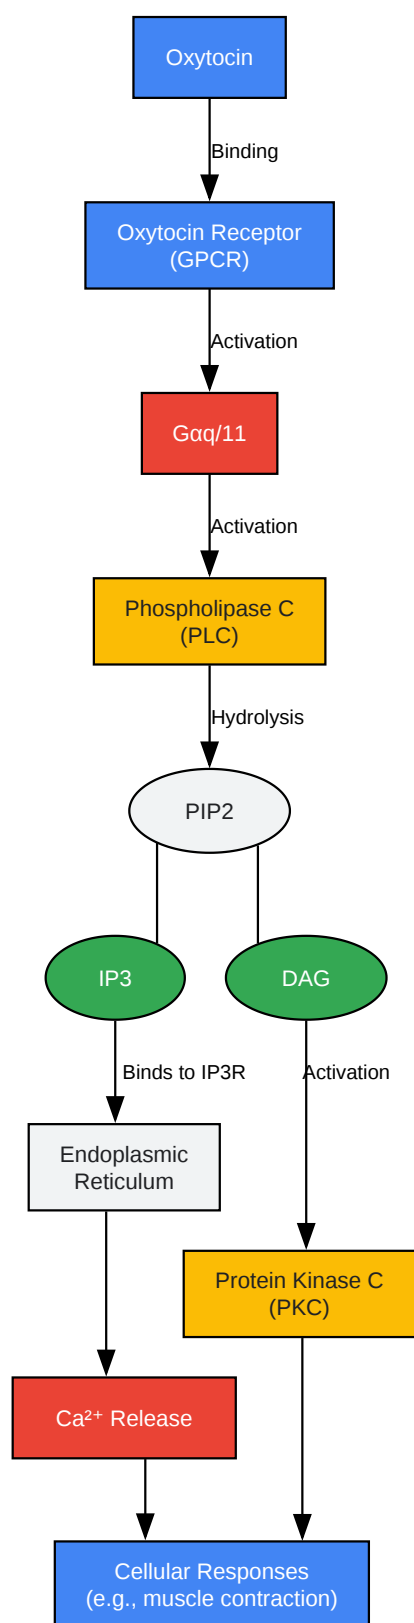 Oxytocin
Binding
Oxytocin Receptor
(GPCR)
Activation
Gαq/11
Activation
Phospholipase C
(PLC)
Hydrolysis
PIP2
IP3
DAG
Binds to IP3R
Activation
Endoplasmic
Reticulum
Protein Kinase C
(PKC)
Ca²⁺ Release
Cellular Responses
(e.g., muscle contraction)